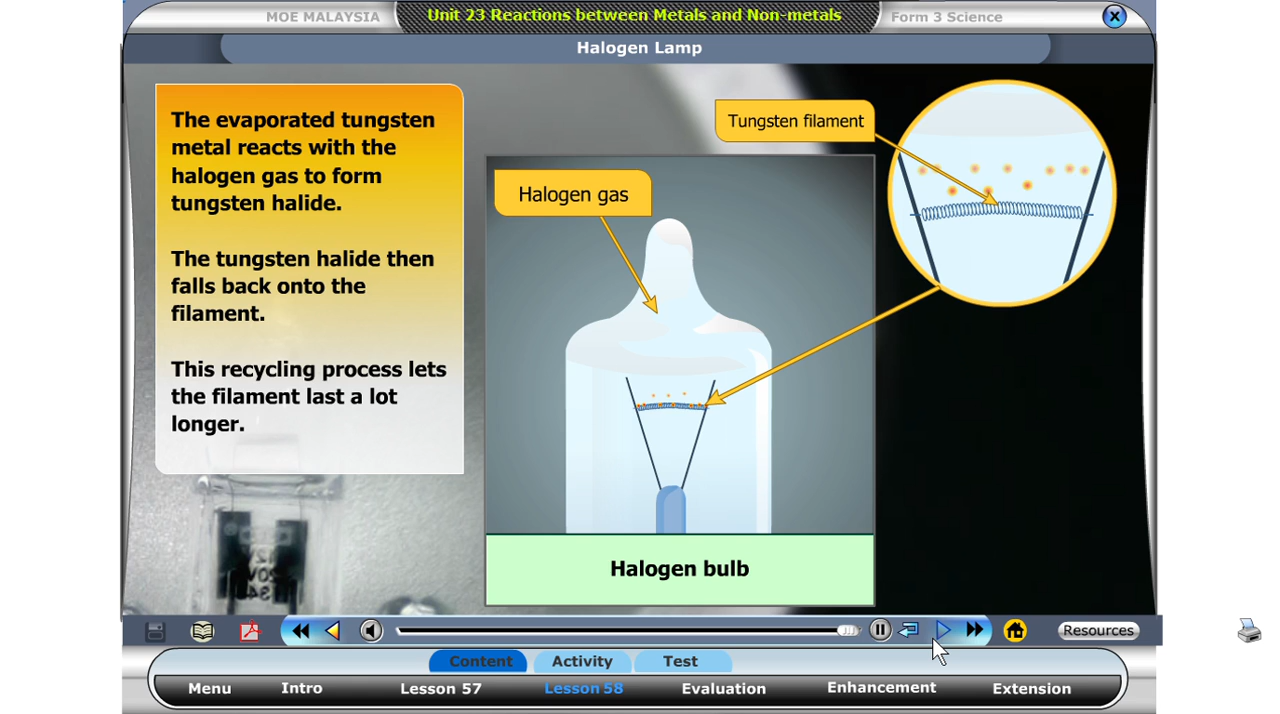 MOE MALAYSIA
Unit 23 Reactions between Metals and Non-metals
Form 3 Science
Halogen Lamp
The evaporated tungsten
metal reacts with the
halogen gas to form
tungsten halide.
The tungsten halide then
falls back onto the
filament.
This recycling process lets
the filament last a lot
longer.
Tungsten filament
Halogen gas
Halogen bulb
Resources
Content
Activity
Test
Menu
Intro
Lesson 57
Lesson 58
Evaluation
Enhancement
Extension